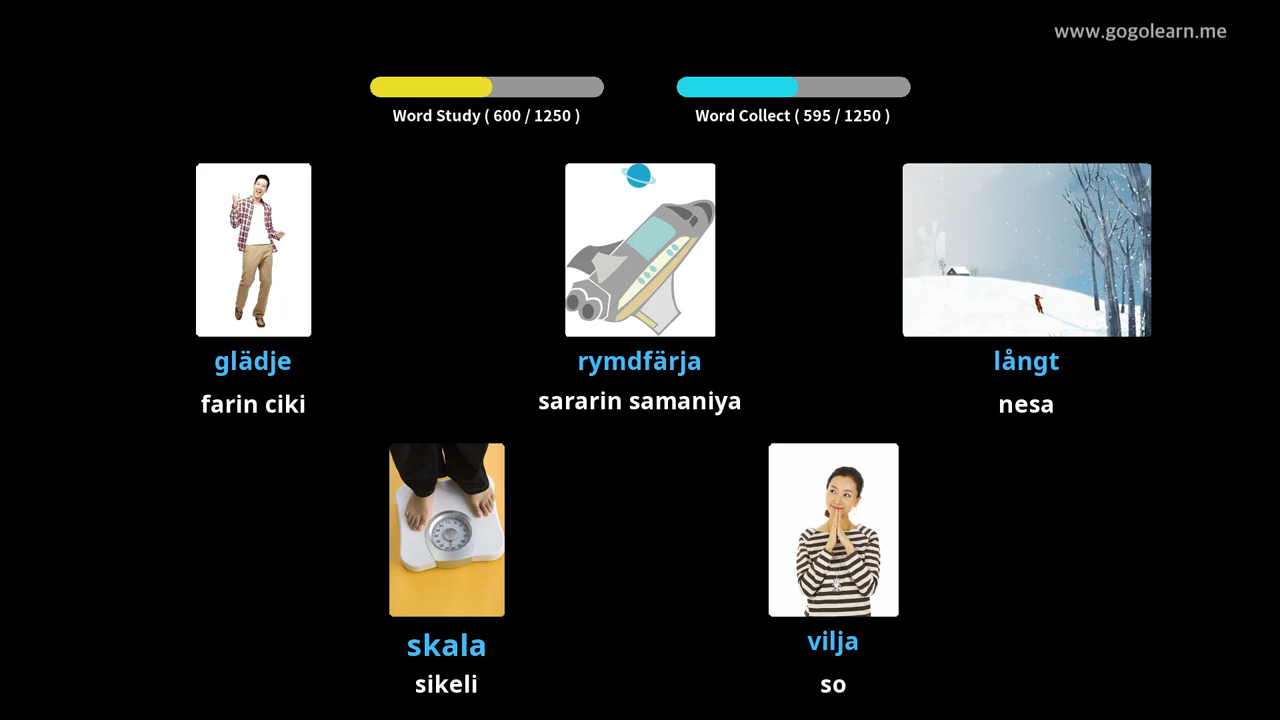 www.gogolearn.me
Word Study ( 600 / 1250 )
Word Collect ( 595 / 1250 )
glädje
farin ciki
rymdfärja
sararin samaniya
långt
nesa
skala
sikeli
vilja
so